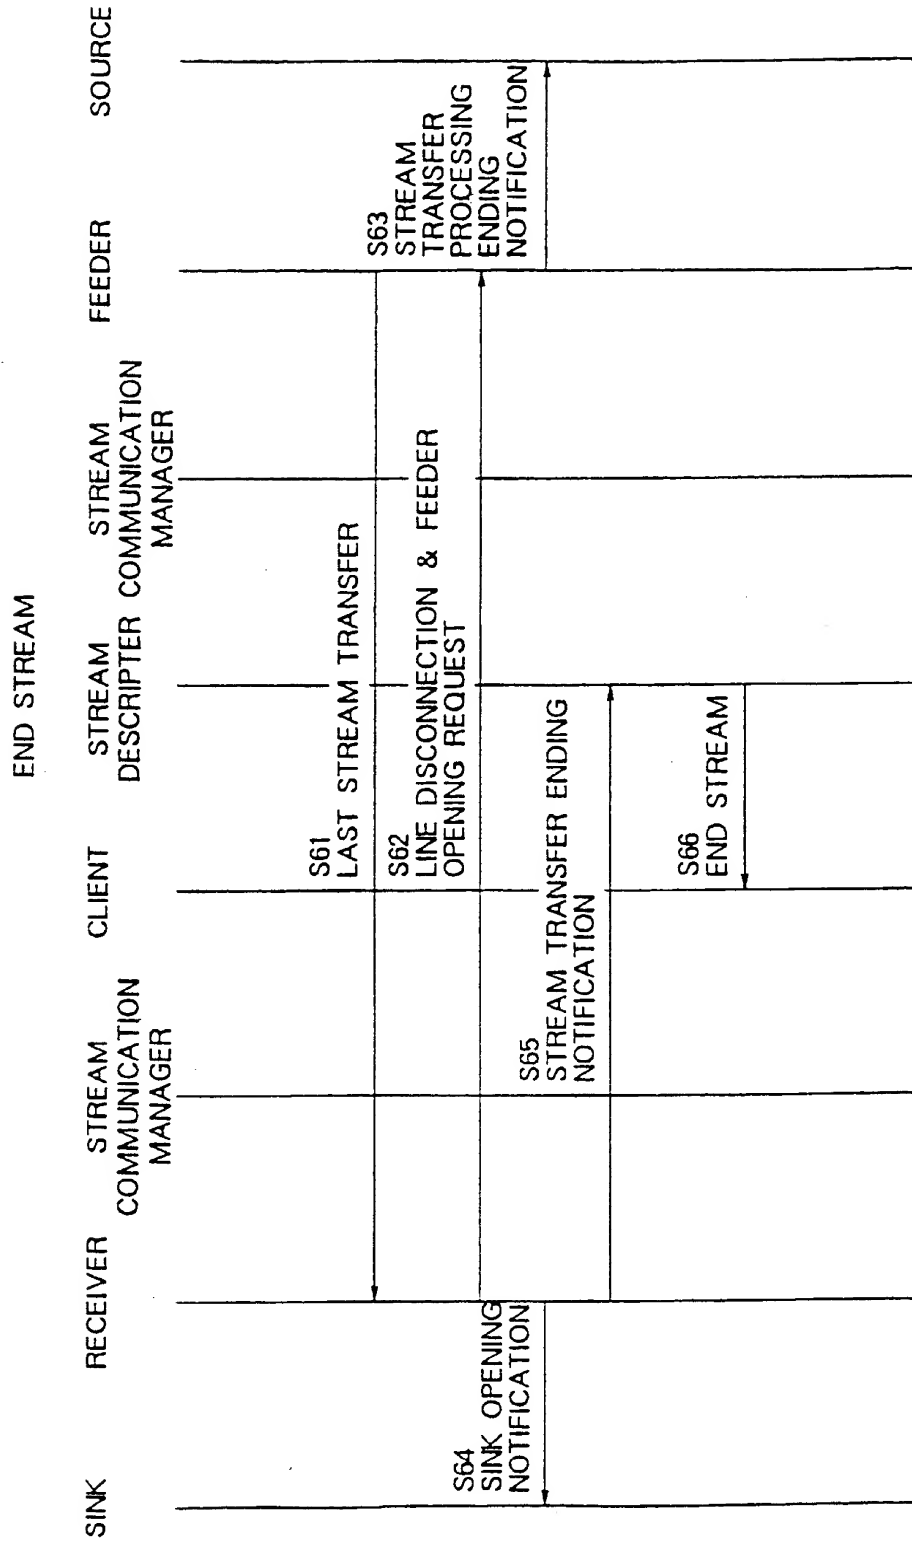 END STREAM
SINK
RECEIVER
STREAM
COMMUNICATION
MANAGER
CLIENT
STREAM
DESCRIPTER
STREAM
COMMUNICATION
MANAGER
FEEDER
SOURCE
S61
LAST STREAM TRANSFER
S62
LINE DISCONNECTION & FEEDER
OPENING REQUEST
S63
STREAM
TRANSFER
PROCESSING
ENDING
NOTIFICATION
S64
SINK OPENING
NOTIFICATION
S65
STREAM TRANSFER ENDING
NOTIFICATION
S66
END STREAM